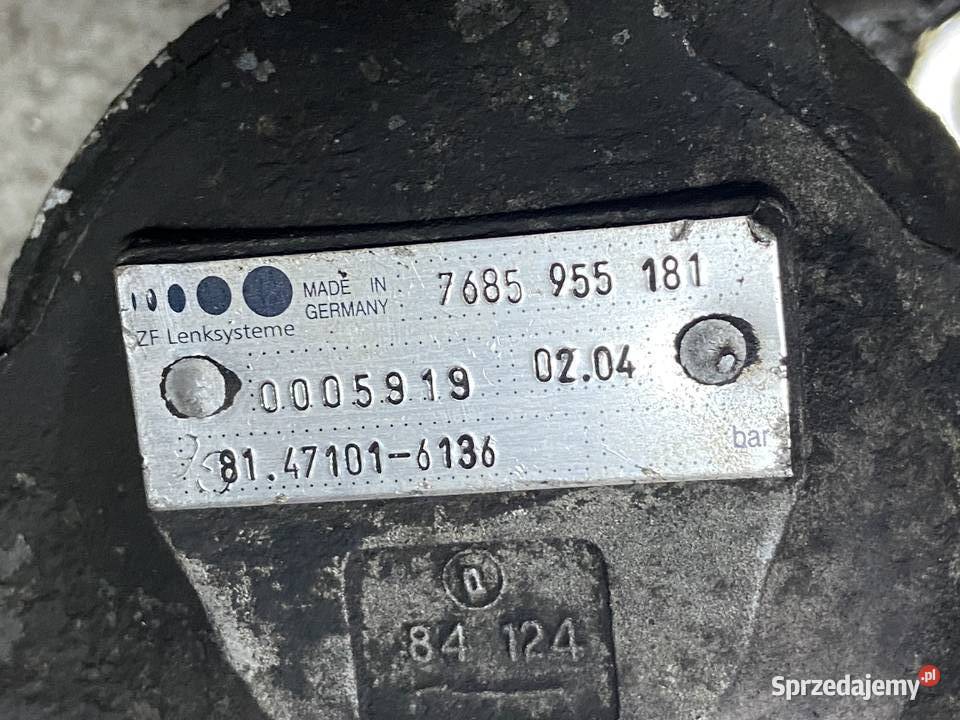 MADE IN GERMANY 7685 955 181
ZF Lenksysteme
0005919 02.04
81.47101-6136
bar
84 124
Sprzedajemy.pl